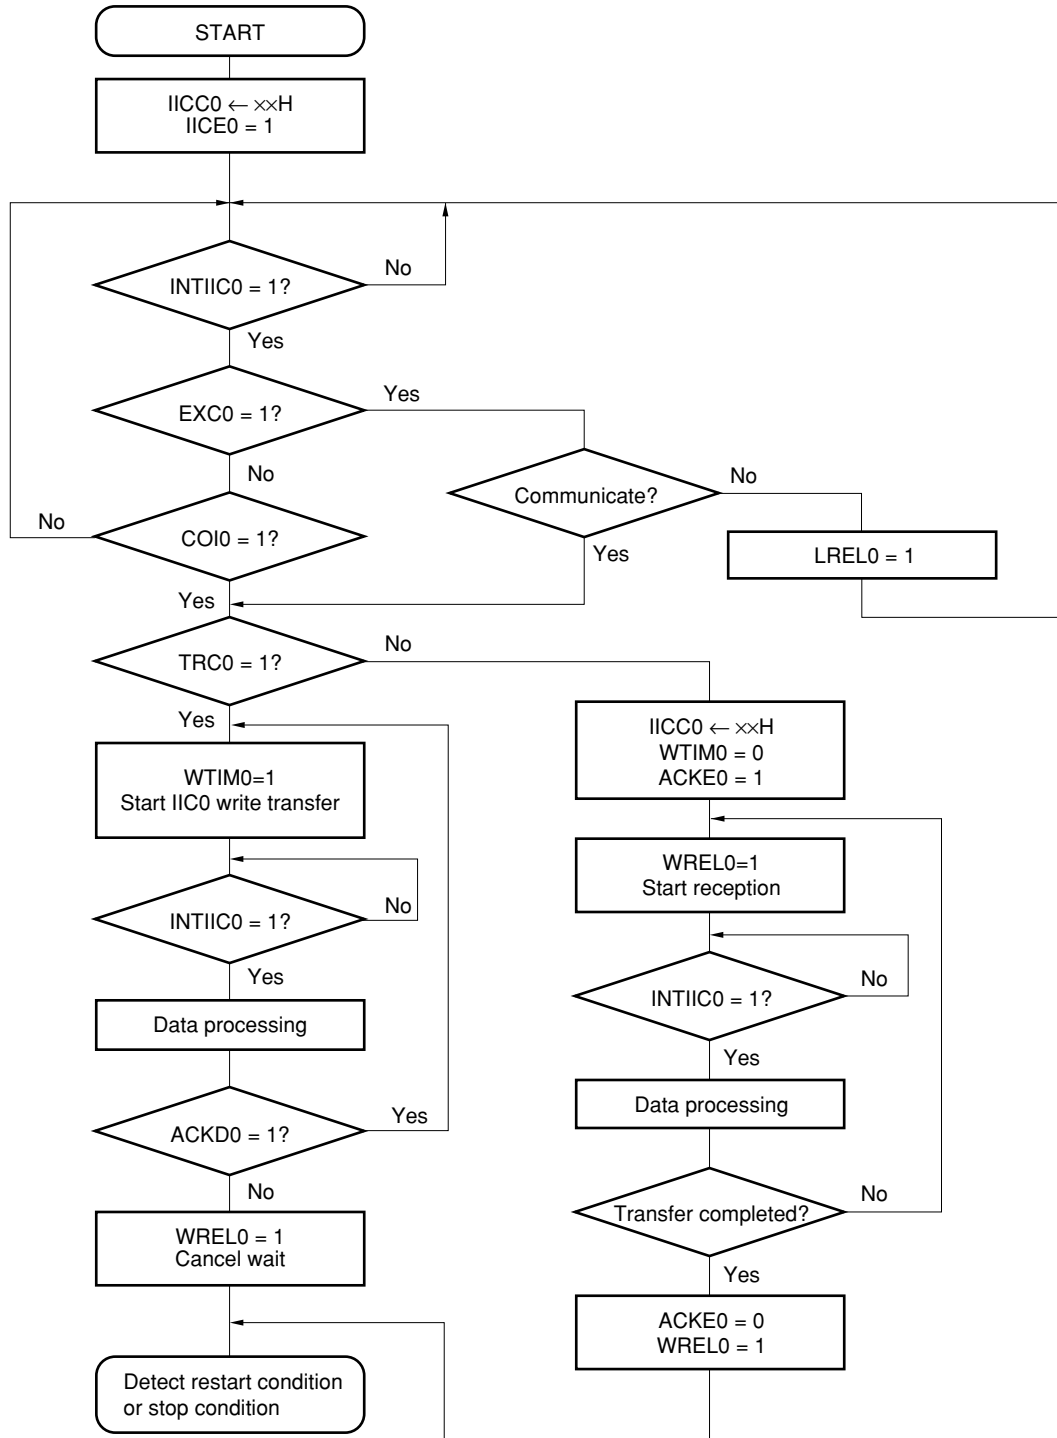 START
IICC0 ← ××H
IICE0 = 1
INTIIC0 = 1?
No
Yes
EXC0 = 1?
Yes
No
Communicate?
No
Yes
LREL0 = 1
COI0 = 1?
No
Yes
TRC0 = 1?
No
Yes
WTIM0=1
Start IIC0 write transfer
INTIIC0 = 1?
No
Yes
Data processing
ACKD0 = 1?
Yes
No
WREL0 = 1
Cancel wait
Detect restart condition
or stop condition
IICC0 ← ××H
WTIM0 = 0
ACKE0 = 1
WREL0=1
Start reception
INTIIC0 = 1?
No
Yes
Data processing
Transfer completed?
No
Yes
ACKE0 = 0
WREL0 = 1